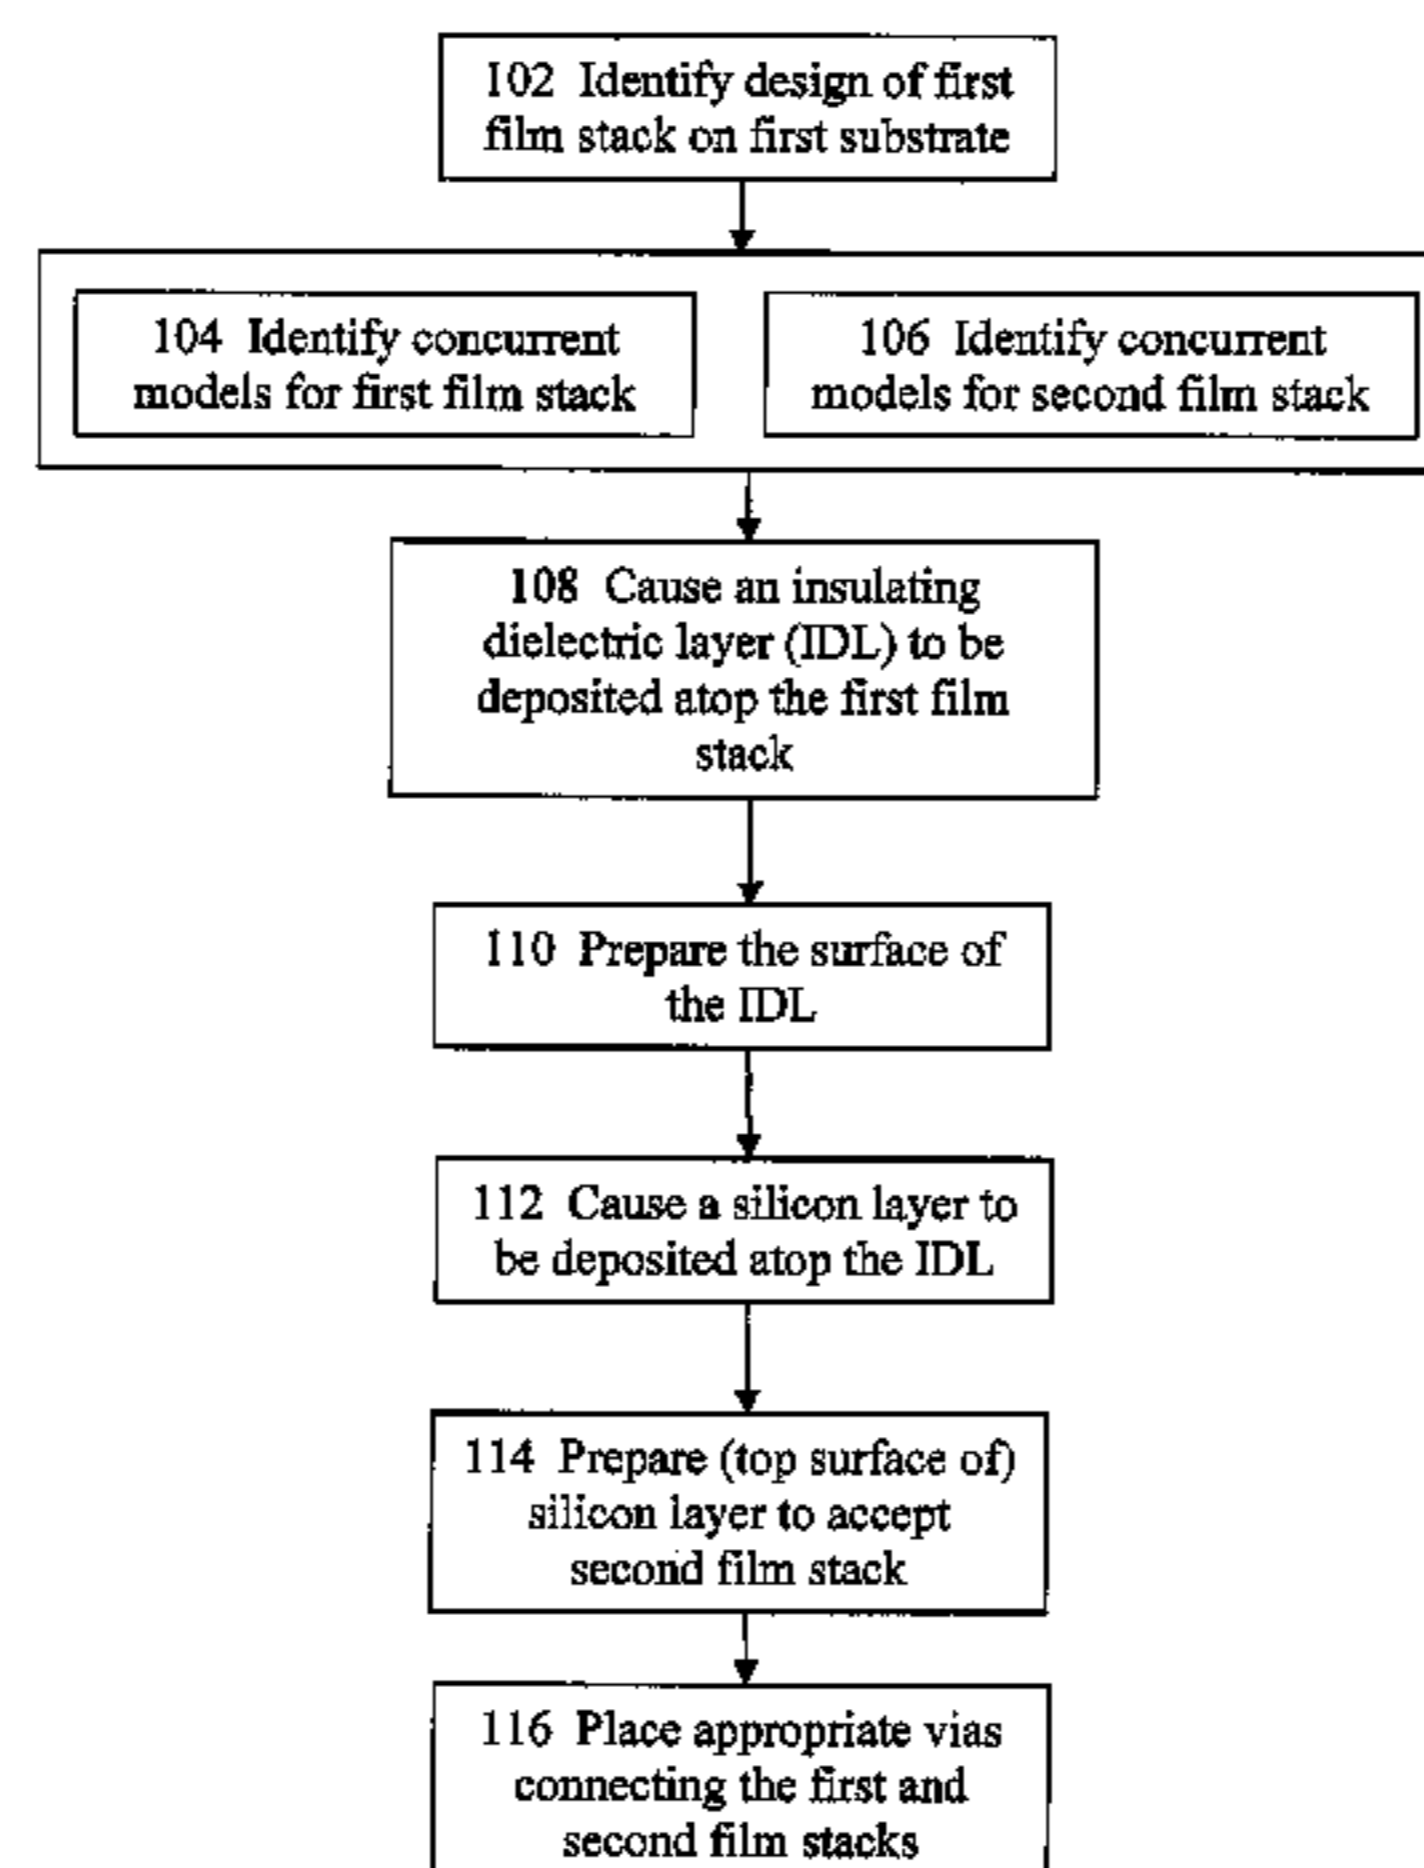 102 Identify design of first
film stack on first substrate
104 Identify concurrent
models for first film stack
106 Identify concurrent
models for second film stack
108 Cause an insulating
dielectric layer (IDL) to be
deposited atop the first film
stack
110 Prepare the surface of
the IDL
112 Cause a silicon layer to
be deposited atop the IDL
114 Prepare (top surface of)
silicon layer to accept
second film stack
116 Place appropriate vias
connecting the first and
second film stacks